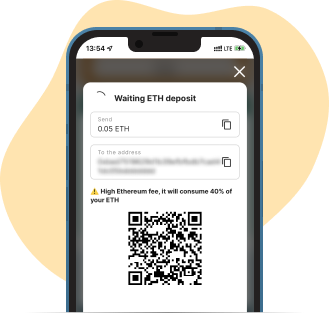 13:54
LTE
Waiting ETH deposit
Send
0.05 ETH
To the address
⚠️ High Ethereum fee, it will consume 40% of
your ETH